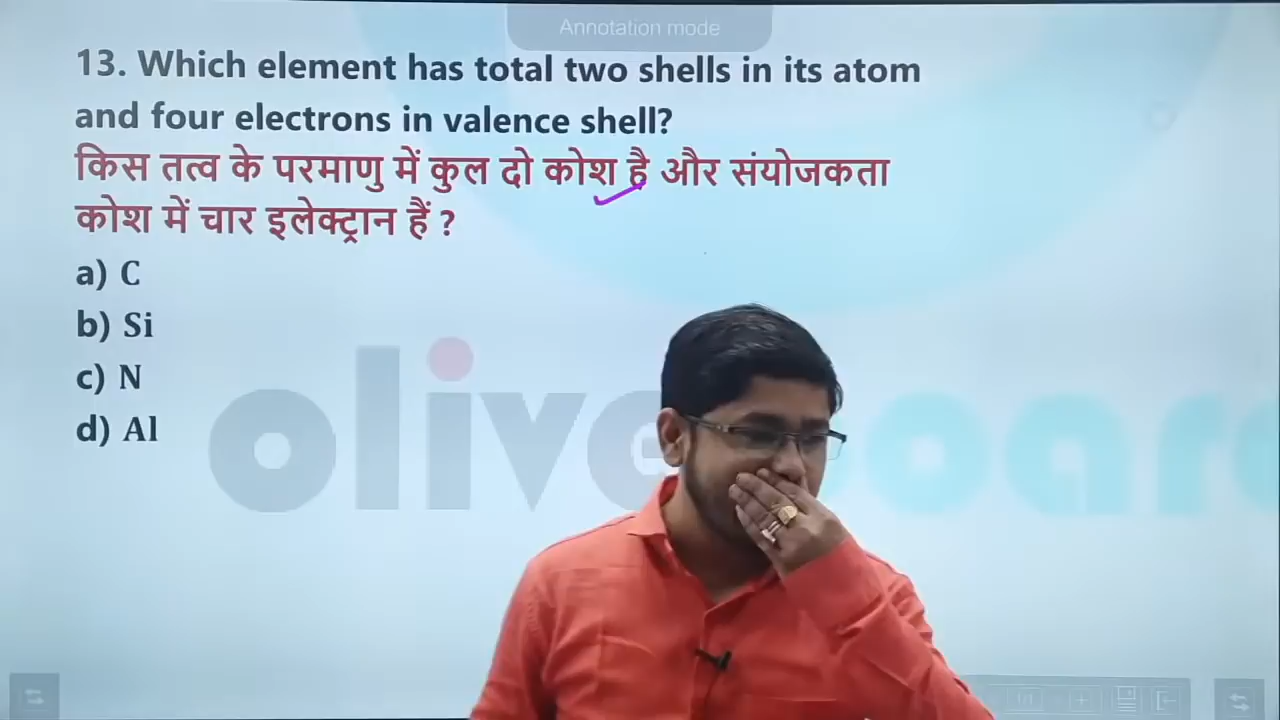 Annotation mode
13. Which element has total two shells in its atom
and four electrons in valence shell?
किस तत्व के परमाणु में कुल दो कोश है और संयोजकता
कोश में चार इलेक्ट्रान हैं ?
a) C
b) Si
c) N
d) Al